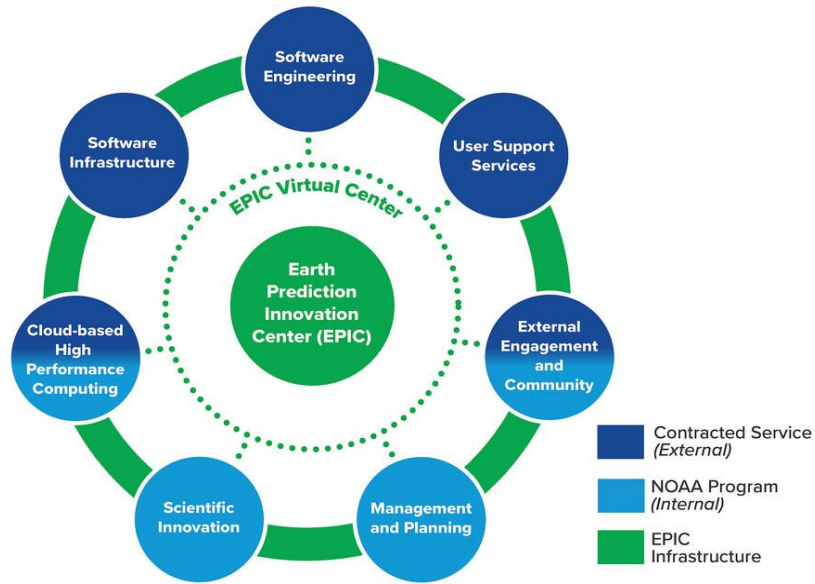 Software
Engineering
Software
Infrastructure
User Support
Services
EPIC Virtual Center
Earth
Prediction
Innovation
Center (EPIC)
Cloud-based
High
Performance
Computing
External
Engagement
and
Community
Scientific
Innovation
Management
and Planning
Contracted Service
(External)
NOAA Program
(Internal)
EPIC
Infrastructure